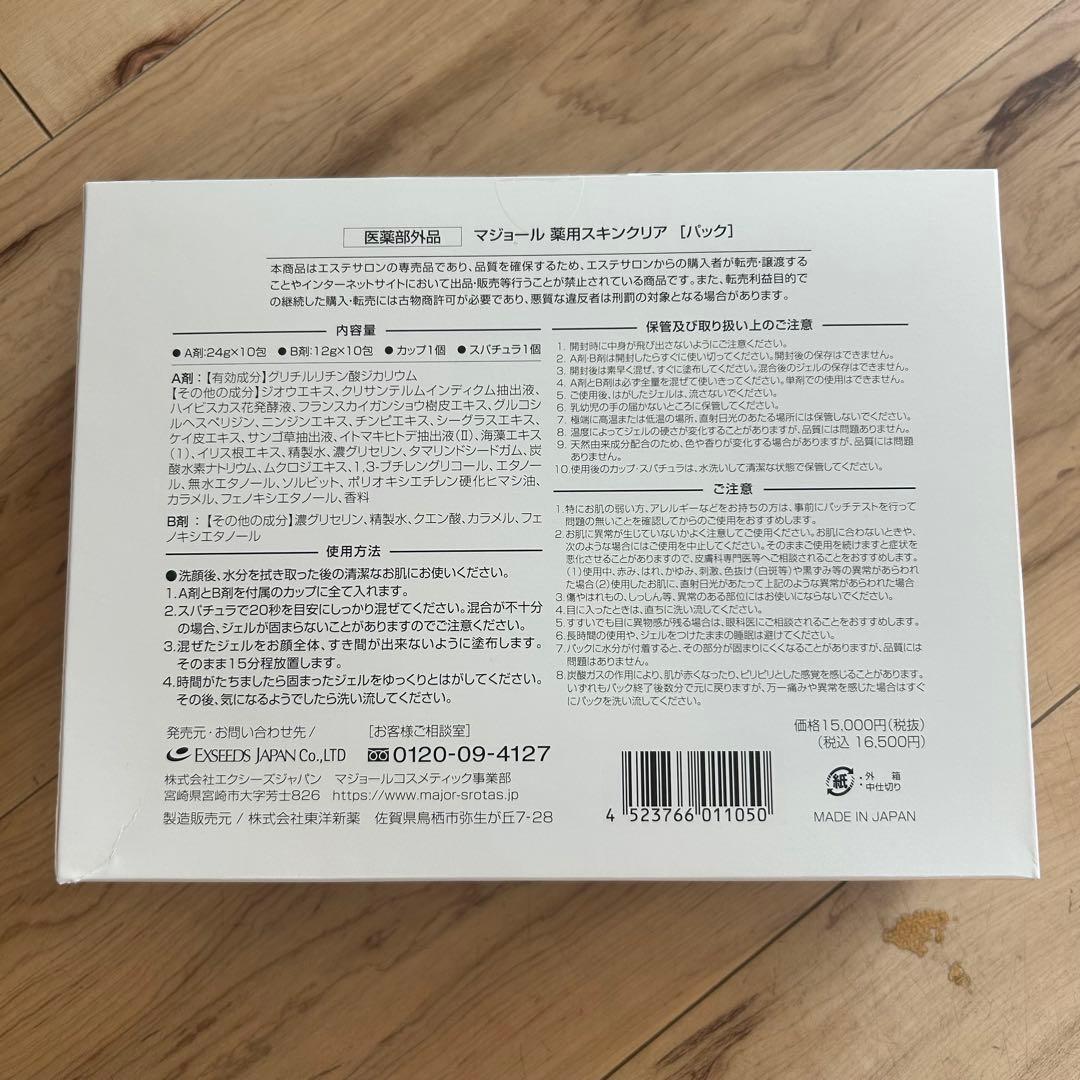 医薬部外品 マジョール 薬用スキンクリア [パック]
本商品はエステサロンの専売品であり、品質を確保するため、エステサロンからの購入者が転売・譲渡する
ことやインターネットサイトにおいて出品・販売等行うことが禁止されている商品です。また、転売利益目的で
の継続した購入・転売には古物商許可が必要であり、悪質な違反者は刑罰の対象となる場合があります。
内容量
● A剤:24g×10包 ● B剤:12g×10包 ● カップ1個 ● スパチュラ1個
A剤:【有効成分】グリチルリチン酸ジカリウム
【その他の成分】ジオウエキス、クリサンテルムインディクム抽出液、
ハイビスカス花発酵液、フランスカイガンショウ樹皮エキス、グルコシ
ルヘスペリジン、ニンジンエキス、チンピエキス、シーグラスエキス、
ケイ皮エキス、サンゴ草抽出液、イトマキヒトデ抽出液(Ⅱ)、海藻エキス
(1)、イリス根エキス、精製水、濃グリセリン、タマリンドシードガム、炭
酸水素ナトリウム、ムクロジエキス、1.3-ブチレングリコール、エタノー
ル、無水エタノール、ソルビット、ポリオキシエチレン硬化ヒマシ油、
カラメル、フェノキシエタノール、香料
B剤:【その他の成分】濃グリセリン、精製水、クエン酸、カラメル、フェ
ノキシエタノール
使用方法
●洗顔後、水分を拭き取った後の清潔なお肌にお使いください。
1.A剤とB剤を付属のカップに全て入れます。
2.スパチュラで20秒を目安にしっかり混ぜてください。混合が不十分
の場合、ジェルが固まらないことがありますのでご注意ください。
3.混ぜたジェルをお顔全体、すき間が出来ないように塗布します。
そのまま15分程放置します。
4.時間がたちましたら固まったジェルをゆっくりとはがしてください。
その後、気になるようでしたら洗い流してください。
保管及び取り扱い上のご注意
1. 開封時に中身が飛び出さないようにご注意ください。
2. A剤・B剤は開封したらすぐに使い切ってください。開封後の保存はできません。
3. 開封後は素早く混ぜ、すぐに塗布してください。混合後のジェルの保存はできません。
4. A剤とB剤は必ず全量を混ぜて使いきってください。単剤での使用はできません。
5. ご使用後、はがしたジェルは、流さないでください。
6. 乳幼児の手の届かないところに保管してください。
7. 極端に高温または低温の場所、直射日光のあたる場所には保管しないでください。
8. 温度によってジェルの硬さが変化することがありますが、品質には問題ありません。
9. 天然由来成分配合のため、色や香りが変化する場合がありますが、品質には問題
ありません。
10.使用後のカップ・スパチュラは、水洗いして清潔な状態で保管してください。
ご注意
1.特にお肌の弱い方、アレルギーなどをお持ちの方は、事前にパッチテストを行って
問題の無いことを確認してからのご使用をおすすめします。
2.お肌に異常が生じていないかよく注意してご使用ください。お肌に合わないときや、
次のような場合にはご使用を中止してください。そのままご使用を続けますと症状を
悪化させることがありますので、皮膚科専門医等へご相談されることをおすすめします。
(1)使用中、赤み、はれ、かゆみ、刺激、色抜け(白斑等)や黒ずみ等の異常があらわれ
た場合(2)使用したお肌に、直射日光があたって上記のような異常があらわれた場合
3.傷やはれもの、しっしん等、異常のある部位にはお使いにならないでください。
4.目に入ったときは、直ちに洗い流してください。
5.すすいでも目に異物感が残る場合は、眼科医にご相談されることをおすすめします。
6.長時間の使用や、ジェルをつけたままの睡眠は避けてください。
7.パックに水分が付着すると、その部分が固まりにくくなることがありますが、品質には
問題はありません。
8.炭酸ガスの作用により、肌が赤くなったり、ピリピリとした感覚を感じることがあります。
いずれもパック終了後数分で元に戻りますが、万一痛みや異常を感じた場合はすぐ
にパックを洗い流してください。
発売元・お問い合わせ先 / [お客様ご相談室]
EXSEEDS JAPAN Co.,LTD 0120-09-4127
株式会社エクシーズジャパン マジョールコスメティック事業部
宮崎県宮崎市大字芳士826 https://www.major-srotas.jp
製造販売元 / 株式会社東洋新薬 佐賀県鳥栖市弥生が丘7-28
価格15,000円(税抜)
(税込 16,500円)
4 523766 011050
紙 :外箱
:中仕切り
MADE IN JAPAN